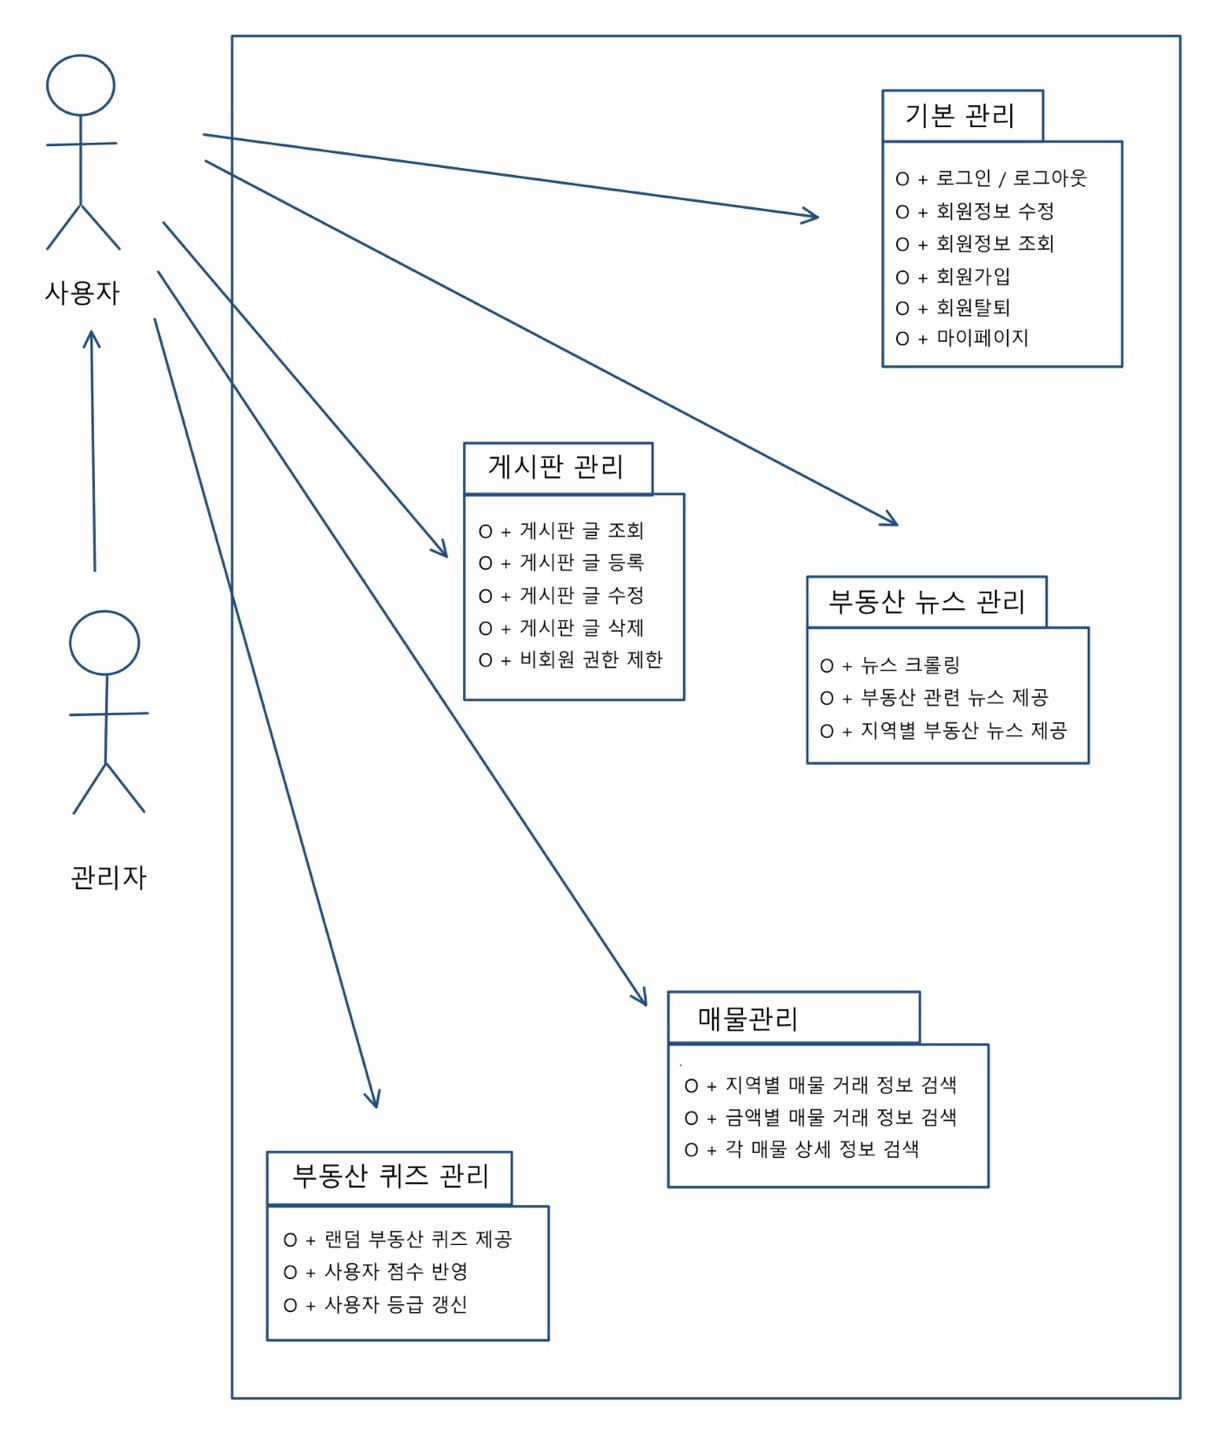 기본 관리
O + 로그인 / 로그아웃
O + 회원정보 수정
O + 회원정보 조회
O + 회원가입
O + 회원탈퇴
O + 마이페이지
사용자
게시판 관리
O + 게시판 글 조회
O + 게시판 글 등록
O + 게시판 글 수정
O + 게시판 글 삭제
O + 비회원 권한 제한
부동산 뉴스 관리
O + 뉴스 크롤링
O + 부동산 관련 뉴스 제공
O + 지역별 부동산 뉴스 제공
관리자
매물관리
O + 지역별 매물 거래 정보 검색
O + 금액별 매물 거래 정보 검색
O + 각 매물 상세 정보 검색
부동산 퀴즈 관리
O + 랜덤 부동산 퀴즈 제공
O + 사용자 점수 반영
O + 사용자 등급 갱신